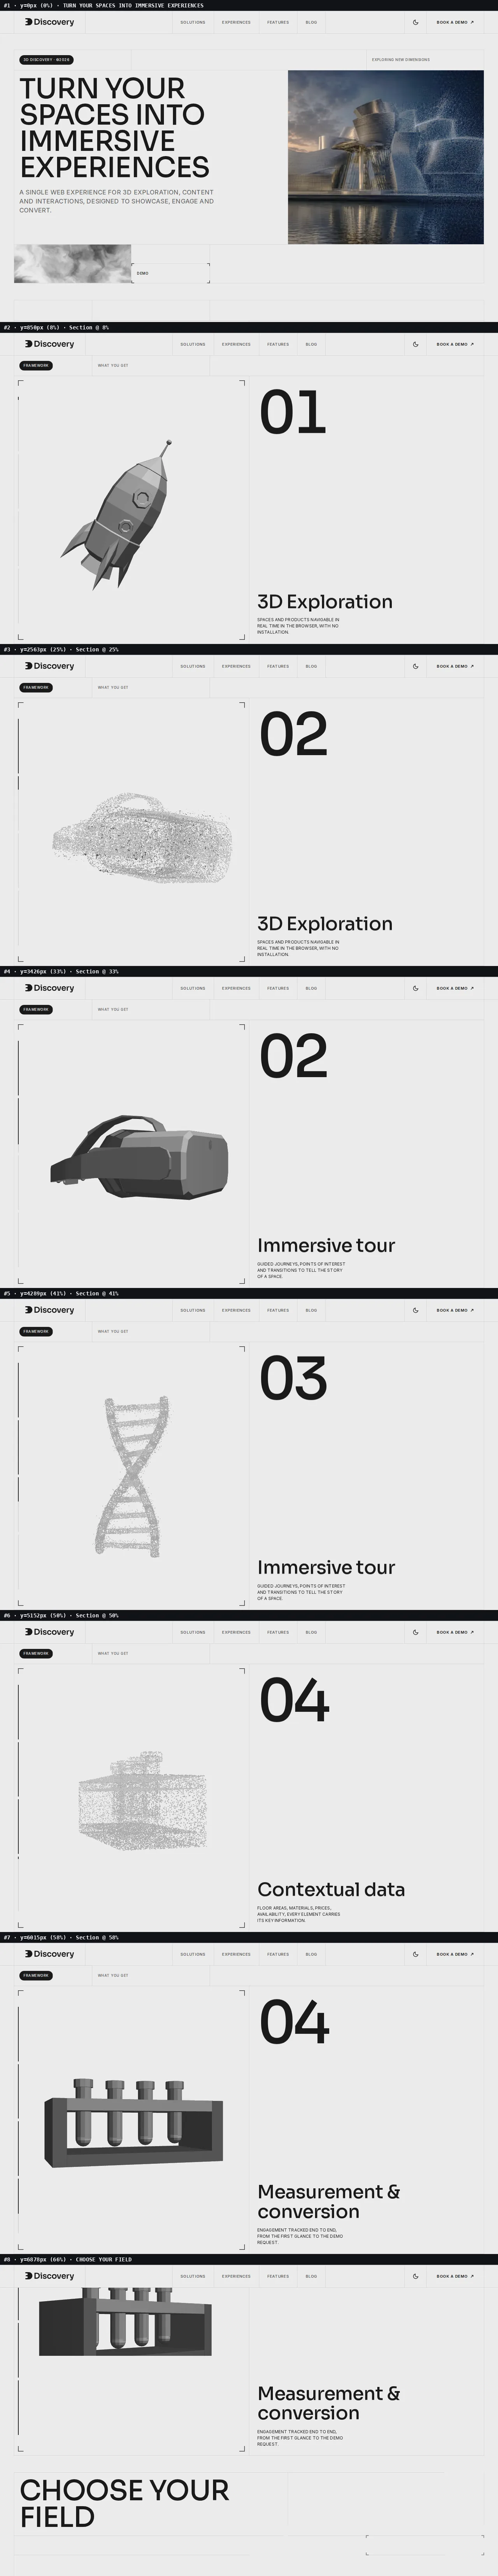 #1 · y=0px (0%) · TURN YOUR SPACES INTO IMMERSIVE EXPERIENCES
Discovery
SOLUTIONS
EXPERIENCES
FEATURES
BLOG
BOOK A DEMO ↗
3D DISCOVERY · ©2026
EXPLORING NEW DIMENSIONS
TURN YOUR
SPACES INTO
IMMERSIVE
EXPERIENCES
A SINGLE WEB EXPERIENCE FOR 3D EXPLORATION, CONTENT
AND INTERACTIONS, DESIGNED TO SHOWCASE, ENGAGE AND
CONVERT.
DEMO
#2 · y=850px (8%) · Section @ 8%
Discovery
SOLUTIONS
EXPERIENCES
FEATURES
BLOG
BOOK A DEMO ↗
FRAMEWORK
WHAT YOU GET
01
3D Exploration
SPACES AND PRODUCTS NAVIGABLE IN
REAL TIME IN THE BROWSER, WITH NO
INSTALLATION.
#3 · y=2563px (25%) · Section @ 25%
Discovery
SOLUTIONS
EXPERIENCES
FEATURES
BLOG
BOOK A DEMO ↗
FRAMEWORK
WHAT YOU GET
02
3D Exploration
SPACES AND PRODUCTS NAVIGABLE IN
REAL TIME IN THE BROWSER, WITH NO
INSTALLATION.
#4 · y=3426px (33%) · Section @ 33%
Discovery
SOLUTIONS
EXPERIENCES
FEATURES
BLOG
BOOK A DEMO ↗
FRAMEWORK
WHAT YOU GET
02
Immersive tour
GUIDED JOURNEYS, POINTS OF INTEREST
AND TRANSITIONS TO TELL THE STORY
OF A SPACE.
#5 · y=4289px (41%) · Section @ 41%
Discovery
SOLUTIONS
EXPERIENCES
FEATURES
BLOG
BOOK A DEMO ↗
FRAMEWORK
WHAT YOU GET
03
Immersive tour
GUIDED JOURNEYS, POINTS OF INTEREST
AND TRANSITIONS TO TELL THE STORY
OF A SPACE.
#6 · y=5152px (50%) · Section @ 50%
Discovery
SOLUTIONS
EXPERIENCES
FEATURES
BLOG
BOOK A DEMO ↗
FRAMEWORK
WHAT YOU GET
04
Contextual data
FLOOR AREAS, MATERIALS, PRICES,
AVAILABILITY, EVERY ELEMENT CARRIES
ITS KEY INFORMATION.
#7 · y=6015px (58%) · Section @ 58%
Discovery
SOLUTIONS
EXPERIENCES
FEATURES
BLOG
BOOK A DEMO ↗
FRAMEWORK
WHAT YOU GET
04
Measurement &
conversion
ENGAGEMENT TRACKED END TO END,
FROM THE FIRST GLANCE TO THE DEMO
REQUEST.
#8 · y=6878px (66%) · CHOOSE YOUR FIELD
Discovery
SOLUTIONS
EXPERIENCES
FEATURES
BLOG
BOOK A DEMO ↗
Measurement &
conversion
ENGAGEMENT TRACKED END TO END,
FROM THE FIRST GLANCE TO THE DEMO
REQUEST.
CHOOSE YOUR
FIELD